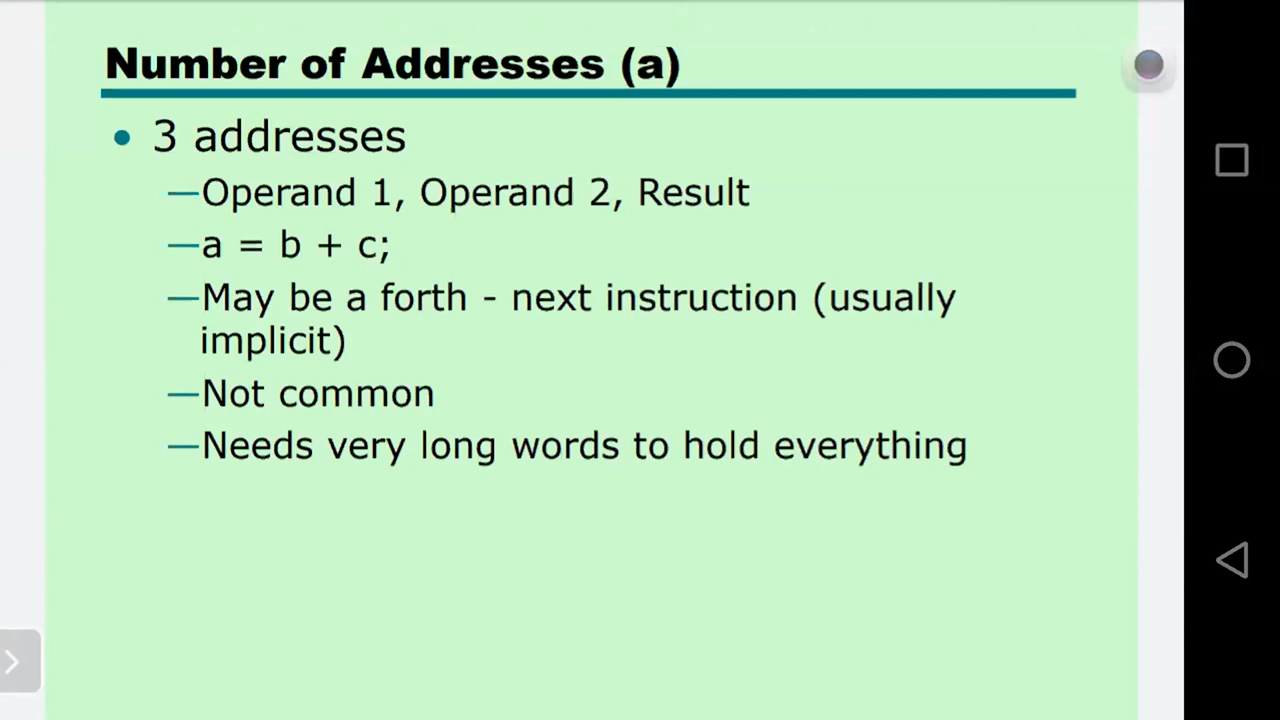 Number of Addresses (a)
• 3 addresses
—Operand 1, Operand 2, Result
—a = b + c;
—May be a forth - next instruction (usually
implicit)
—Not common
—Needs very long words to hold everything